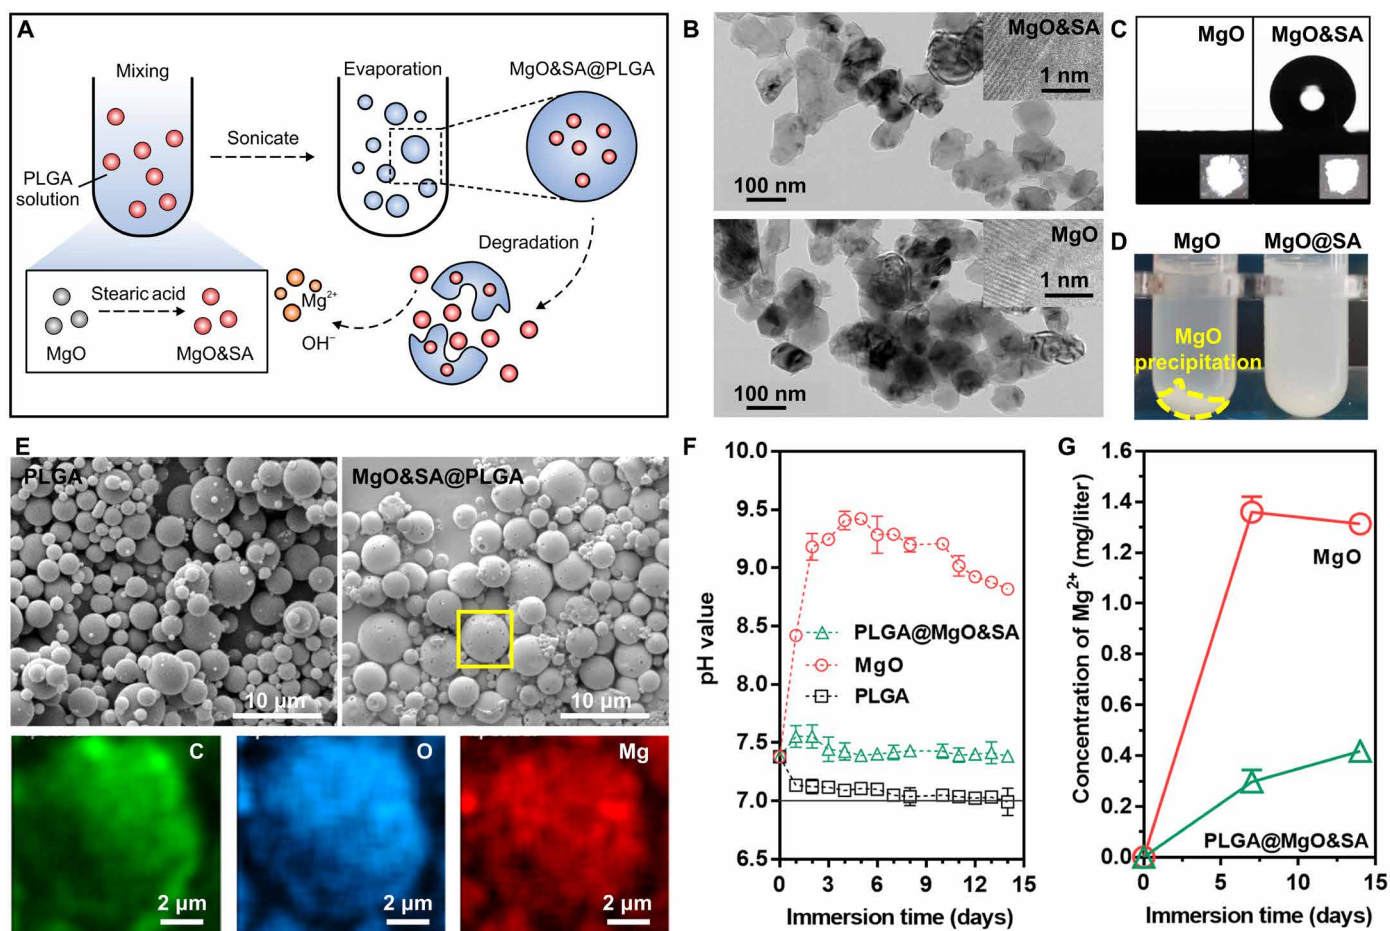 A
Mixing
Evaporation
MgO&SA@PLGA
Sonicate
PLGA
solution
Degradation
Stearic acid
MgO
MgO&SA
Mg²⁺
OH⁻
B
MgO&SA
1 nm
100 nm
MgO
1 nm
100 nm
C
MgO
MgO&SA
D
MgO
MgO@SA
MgO
precipitation
E
PLGA
10 µm
MgO&SA@PLGA
10 µm
C
2 µm
O
2 µm
Mg
2 µm
F
pH value
10.0
9.5
9.0
8.5
8.0
7.5
7.0
6.5
PLGA@MgO&SA
MgO
PLGA
0 3 6 9 12 15
Immersion time (days)
G
Concentration of Mg²⁺ (mg/liter)
1.6
1.4
1.2
1.0
0.8
0.6
0.4
0.2
0.0
MgO
PLGA@MgO&SA
0 5 10 15
Immersion time (days)